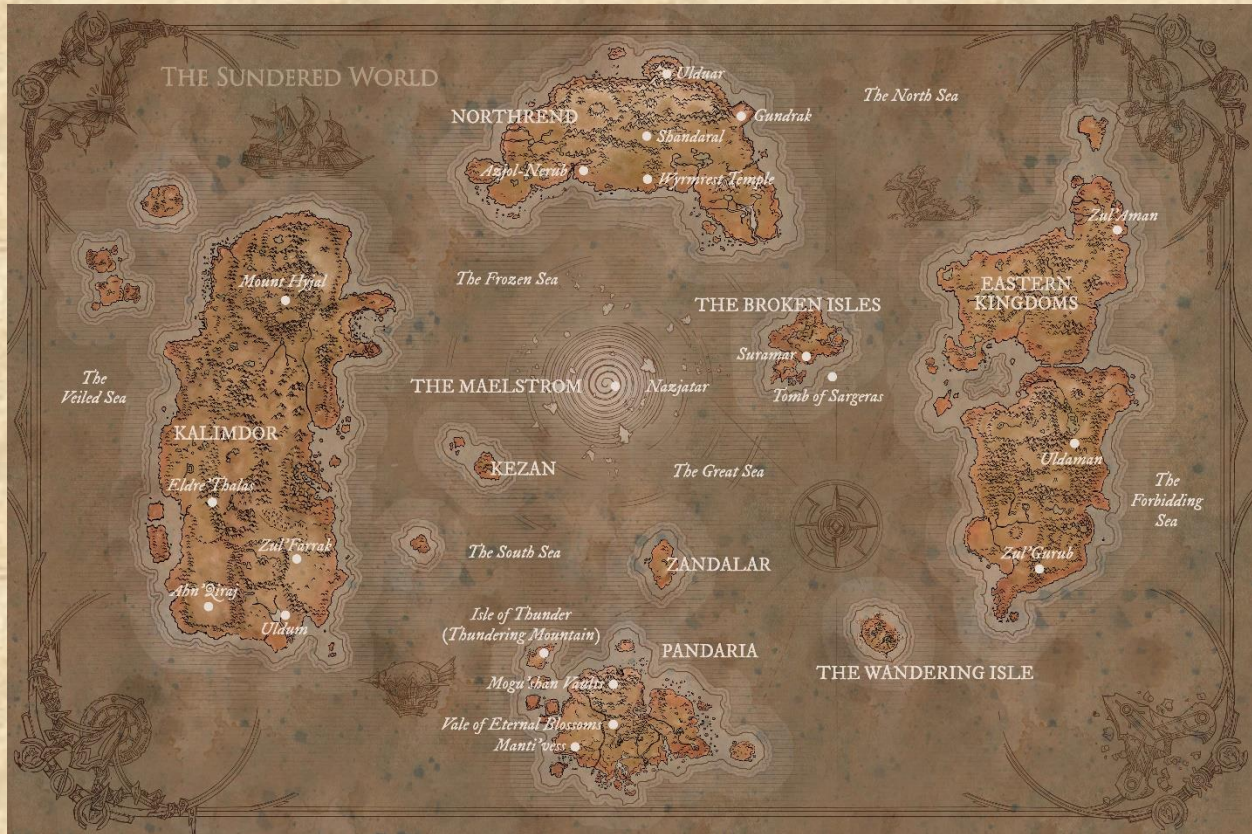 THE SUNDERED WORLD
Ulduar
The North Sea
NORTHREND
Gundrak
Shandaral
Azjol-Nerub
Wyrmrest Temple
Zul'Aman
Mount Hyjal
The Frozen Sea
EASTERN
KINGDOMS
THE BROKEN ISLES
Suramar
The
Veiled Sea
THE MAELSTROM
Nazjatar
Tomb of Sargeras
KALIMDOR
Uldaman
KEZAN
The Great Sea
Eldre'Thalas
The
Forbidding
Sea
Zul'Farrak
The South Sea
ZANDALAR
Zul'Gurub
Ahn'Qiraj
Uldum
Isle of Thunder
(Thundering Mountain)
PANDARIA
THE WANDERING ISLE
Mogu'shan Vaults
Vale of Eternal Blossoms
Manti'vess